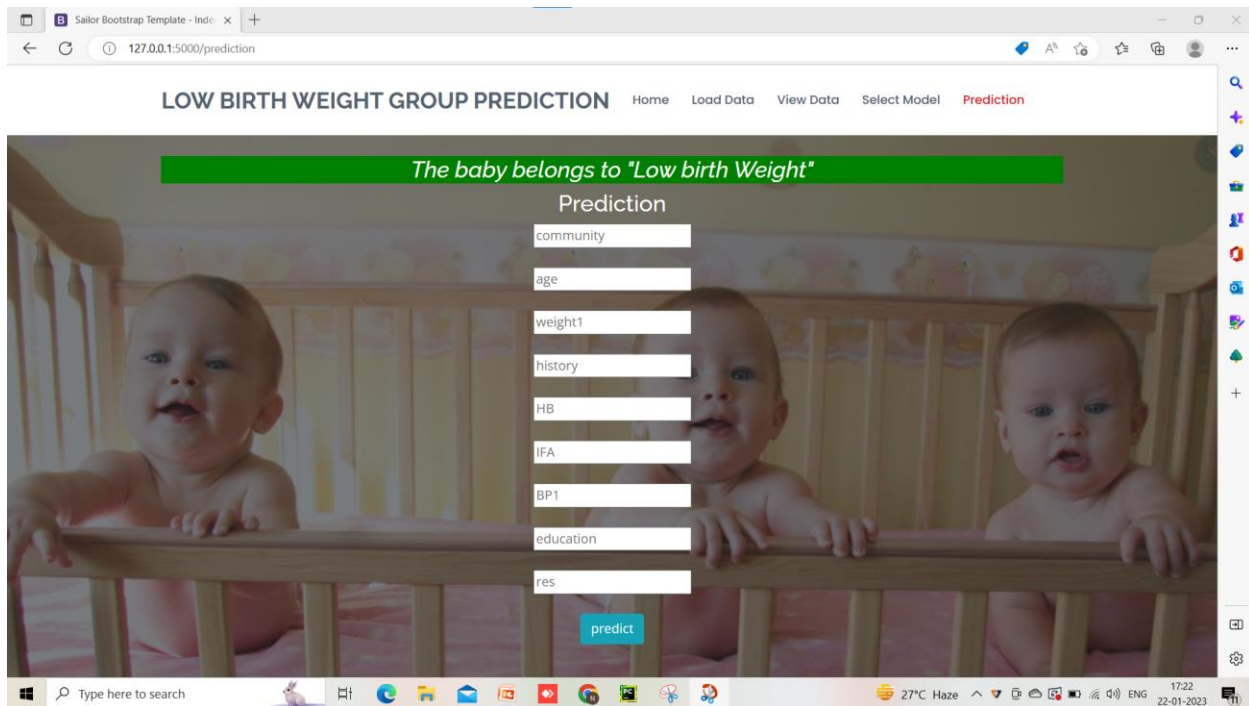 Sailor Bootstrap Template - Inde
127.0.0.1:5000/prediction
LOW BIRTH WEIGHT GROUP PREDICTION Home Load Data View Data Select Model Prediction
The baby belongs to "Low birth Weight"
Prediction
community
age
weight1
history
HB
IFA
BP1
education
res
predict
Type here to search
27°C Haze
ENG
17:22
22-01-2023